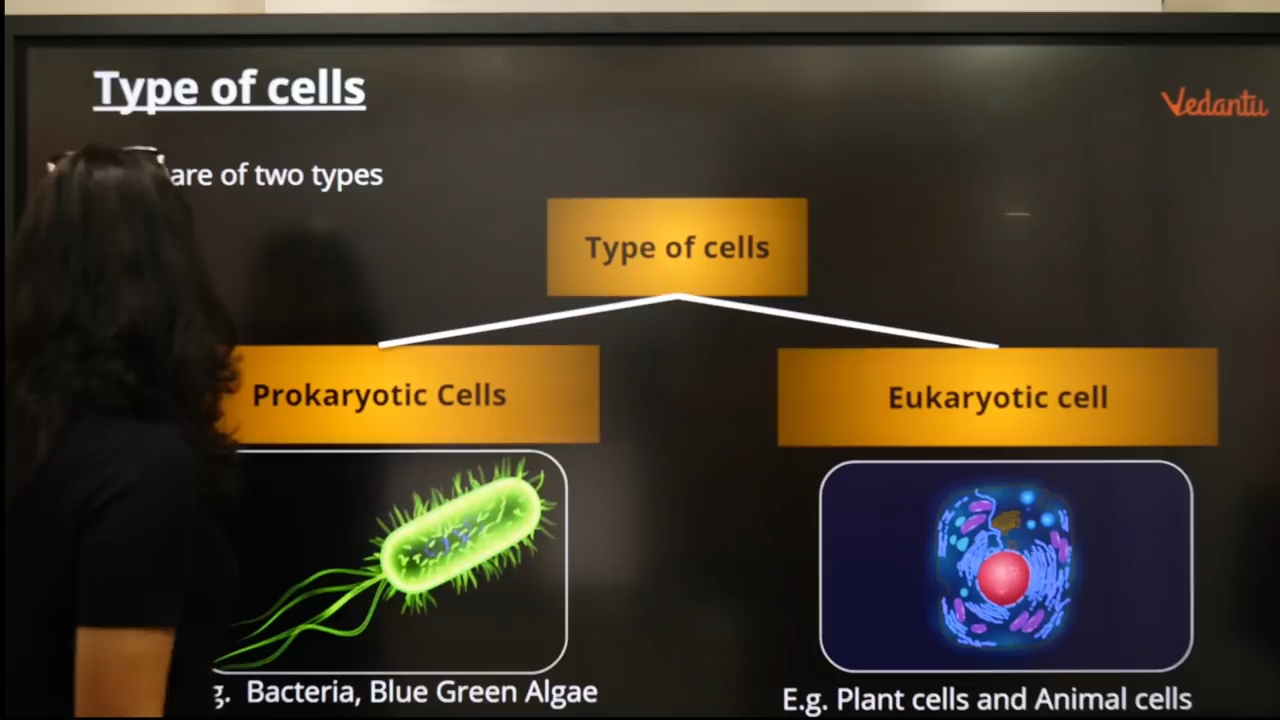 Type of cells
Vedantu
are of two types
Type of cells
Prokaryotic Cells
Eukaryotic cell
Bacteria, Blue Green Algae
E.g. Plant cells and Animal cells